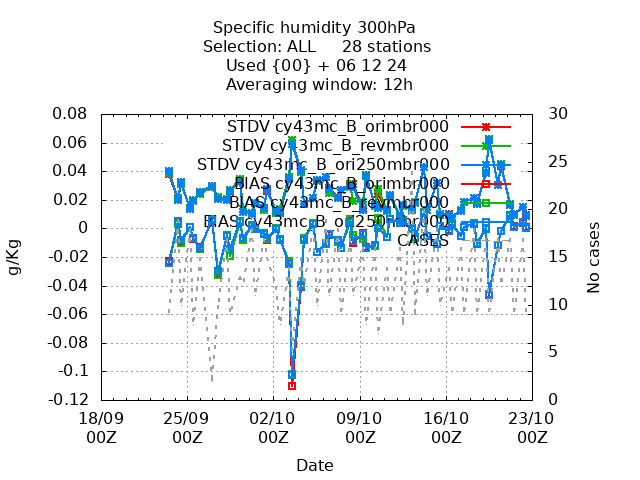 Specific humidity 300hPa
Selection: ALL 28 stations
Used {00} + 06 12 24
Averaging window: 12h
0.08
0.06
0.04
0.02
0
-0.02
-0.04
-0.06
-0.08
-0.1
-0.12
g/Kg
STDV cy43mc_B_orimbr000
STDV cy43mc_B_revmbr000
STDV cy43mc_B_ori250mbr000
BIAS cy43mc_B_orimbr000
BIAS cy43mc_B_revmbr000
BIAS cy43mc_B_ori250mbr000
CASES
30
25
20
15
10
5
0
No cases
18/09 25/09 02/10 09/10 16/10 23/10
00Z 00Z 00Z 00Z 00Z 00Z
Date